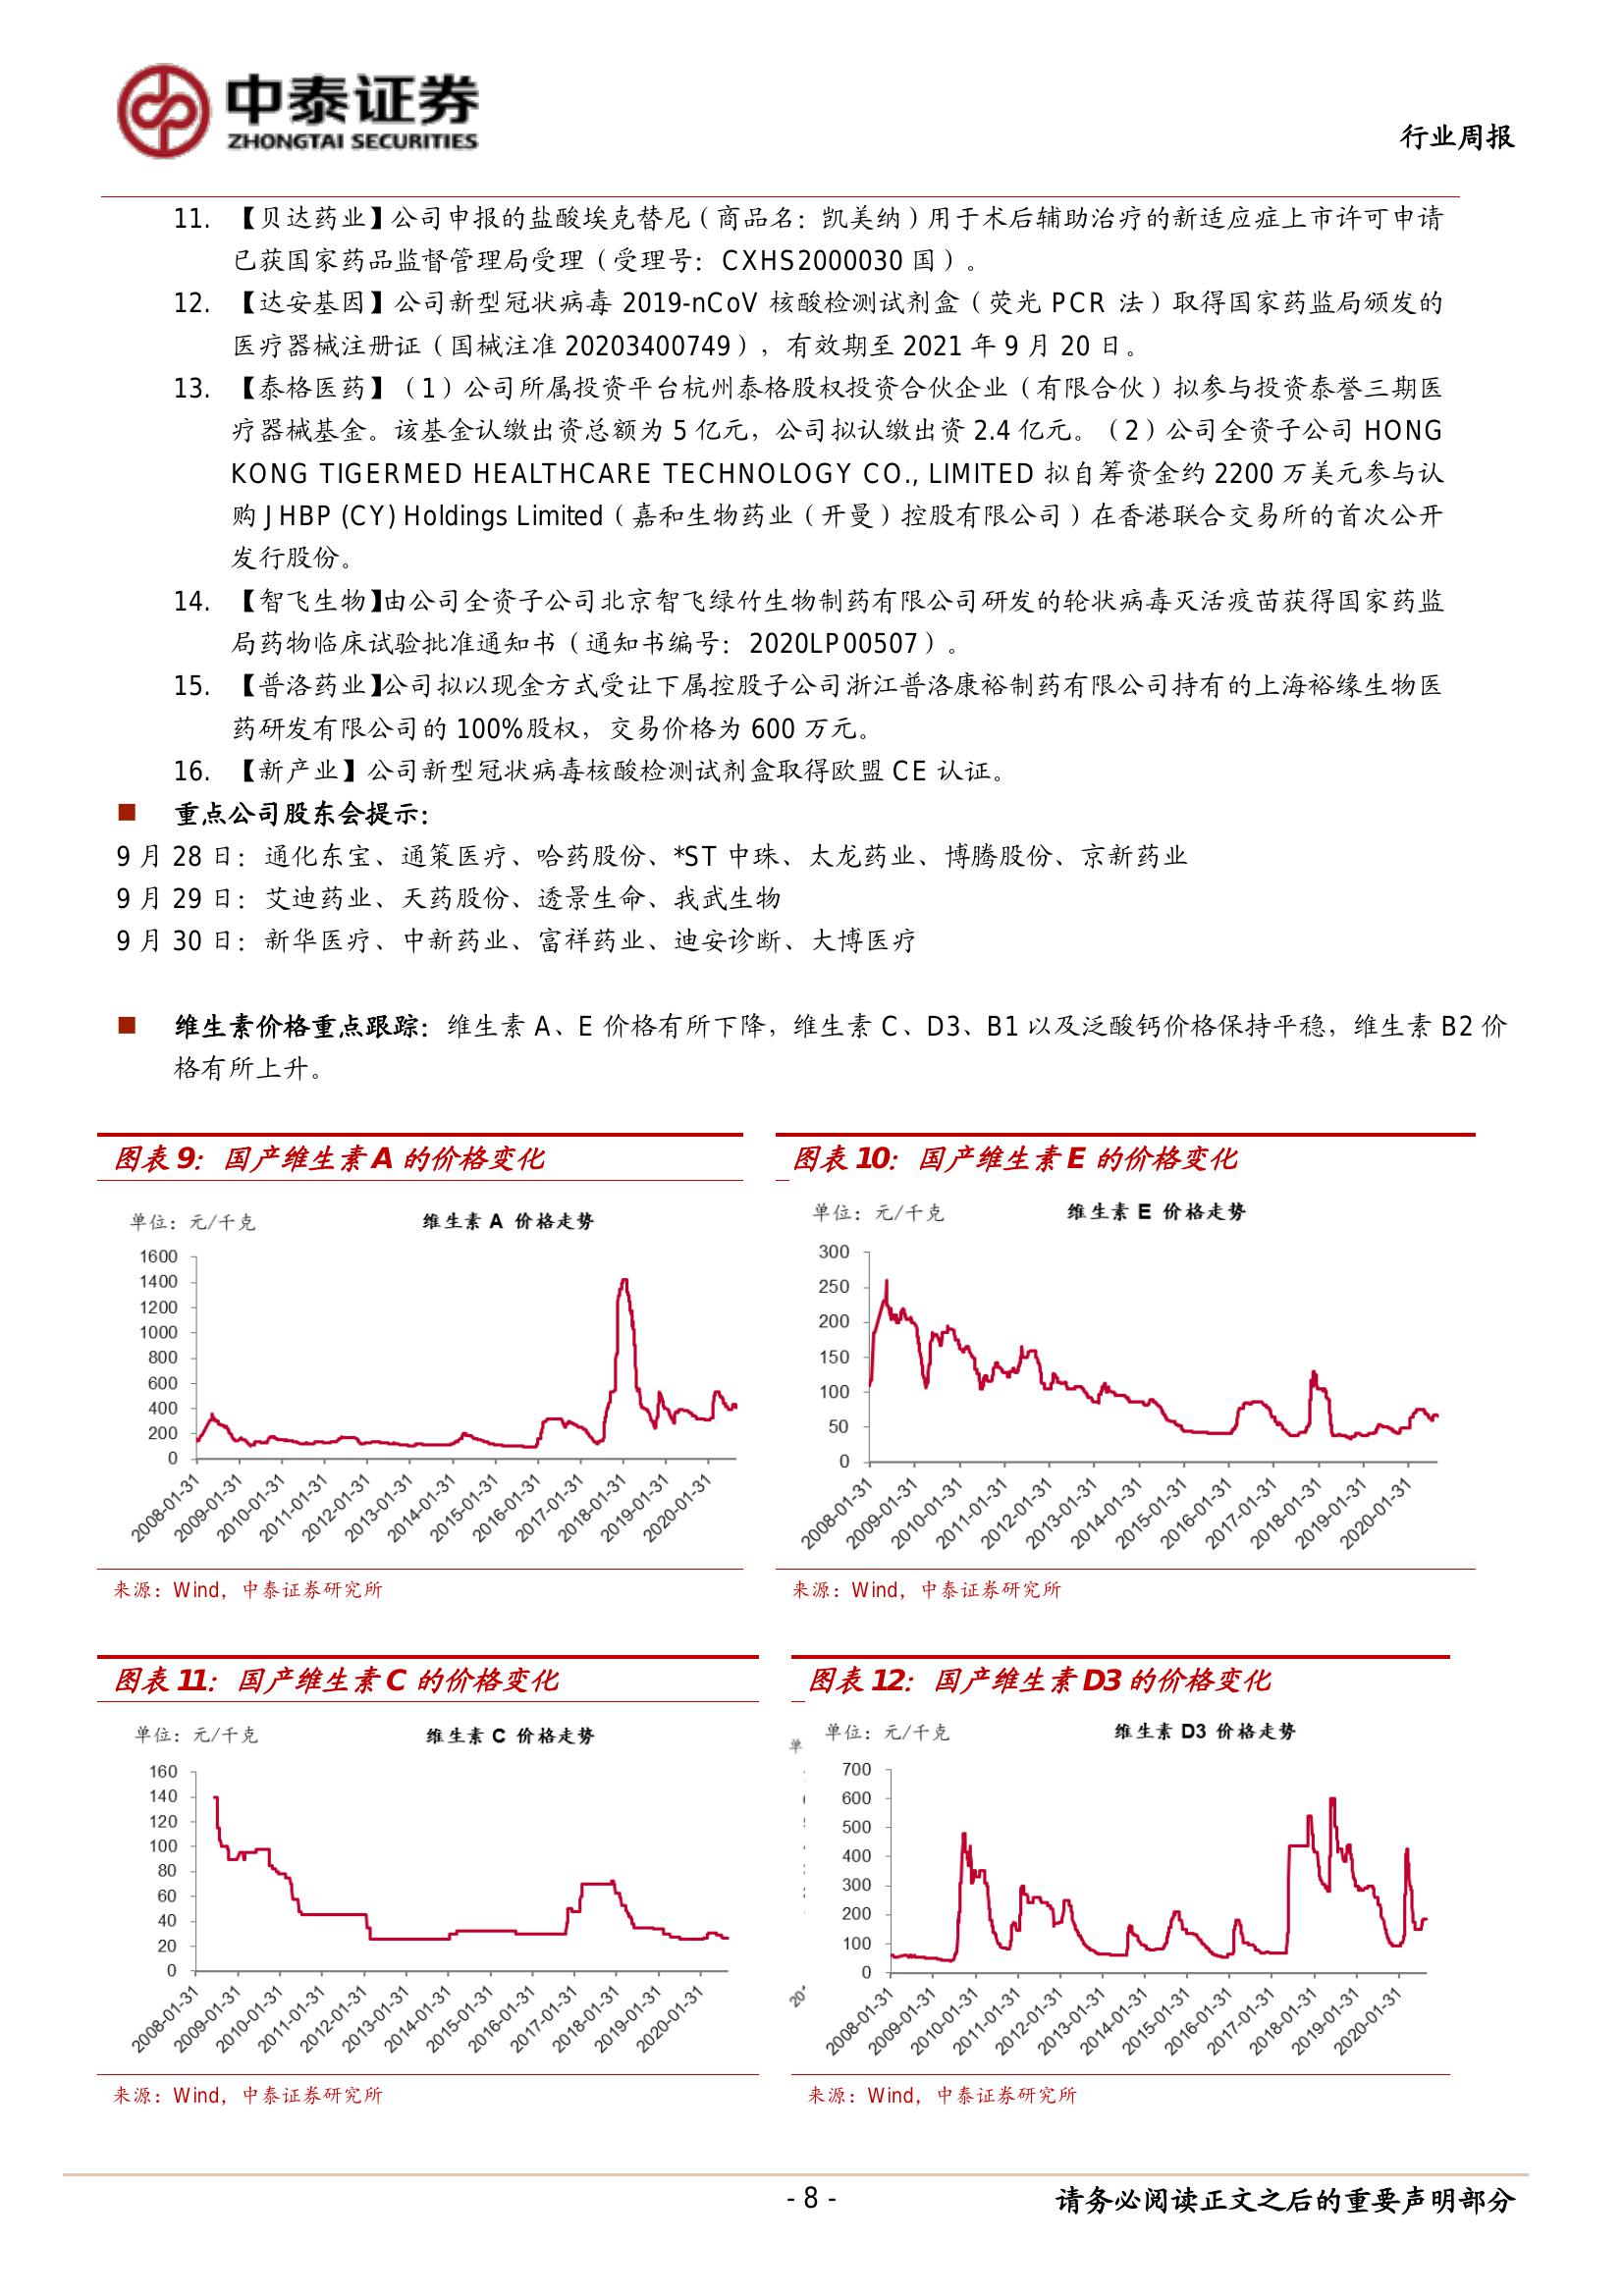 中泰证券
ZHONGTAI SECURITIES
行业周报
11. 【贝达药业】公司申报的盐酸埃克替尼（商品名：凯美纳）用于术后辅助治疗的新适应症上市许可申请
已获国家药品监督管理局受理（受理号：CXHS2000030 国）。
12. 【达安基因】公司新型冠状病毒 2019-nCoV 核酸检测试剂盒（荧光 PCR 法）取得国家药监局颁发的
医疗器械注册证（国械注准 20203400749），有效期至 2021 年 9 月 20 日。
13. 【泰格医药】（1）公司所属投资平台杭州泰格股权投资合伙企业（有限合伙）拟参与投资泰誉三期医
疗器械基金。该基金认缴出资总额为 5 亿元，公司拟认缴出资 2.4 亿元。（2）公司全资子公司 HONG
KONG TIGERMED HEALTHCARE TECHNOLOGY CO., LIMITED 拟自筹资金约 2200 万美元参与认
购 JHBP (CY) Holdings Limited（嘉和生物药业（开曼）控股有限公司）在香港联合交易所的首次公开
发行股份。
14. 【智飞生物】由公司全资子公司北京智飞绿竹生物制药有限公司研发的轮状病毒灭活疫苗获得国家药监
局药物临床试验批准通知书（通知书编号：2020LP00507）。
15. 【普洛药业】公司拟以现金方式受让下属控股子公司浙江普洛康裕制药有限公司持有的上海裕缘生物医
药研发有限公司的 100%股权，交易价格为 600 万元。
16. 【新产业】公司新型冠状病毒核酸检测试剂盒取得欧盟 CE 认证。
■ 重点公司股东会提示：
9 月 28 日：通化东宝、通策医疗、哈药股份、*ST 中珠、太龙药业、博腾股份、京新药业
9 月 29 日：艾迪药业、天药股份、透景生命、我武生物
9 月 30 日：新华医疗、中新药业、富祥药业、迪安诊断、大博医疗
■ 维生素价格重点跟踪：维生素 A、E 价格有所下降，维生素 C、D3、B1 以及泛酸钙价格保持平稳，维生素 B2 价
格有所上升。
图表 9：国产维生素 A 的价格变化
单位：元/千克
维生素 A 价格走势
1600
1400
1200
1000
800
600
400
200
0
2008-01-31
2009-01-31
2010-01-31
2011-01-31
2012-01-31
2013-01-31
2014-01-31
2015-01-31
2016-01-31
2017-01-31
2018-01-31
2019-01-31
2020-01-31
来源：Wind，中泰证券研究所
图表 10：国产维生素 E 的价格变化
单位：元/千克
维生素 E 价格走势
300
250
200
150
100
50
0
2008-01-31
2009-01-31
2010-01-31
2011-01-31
2012-01-31
2013-01-31
2014-01-31
2015-01-31
2016-01-31
2017-01-31
2018-01-31
2019-01-31
2020-01-31
来源：Wind，中泰证券研究所
图表 11：国产维生素 C 的价格变化
单位：元/千克
维生素 C 价格走势
160
140
120
100
80
60
40
20
0
2008-01-31
2009-01-31
2010-01-31
2011-01-31
2012-01-31
2013-01-31
2014-01-31
2015-01-31
2016-01-31
2017-01-31
2018-01-31
2019-01-31
2020-01-31
来源：Wind，中泰证券研究所
图表 12：国产维生素 D3 的价格变化
单位：元/千克
维生素 D3 价格走势
700
600
500
400
300
200
100
0
2008-01-31
2009-01-31
2010-01-31
2011-01-31
2012-01-31
2013-01-31
2014-01-31
2015-01-31
2016-01-31
2017-01-31
2018-01-31
2019-01-31
2020-01-31
来源：Wind，中泰证券研究所
- 8 -
请务必阅读正文之后的重要声明部分